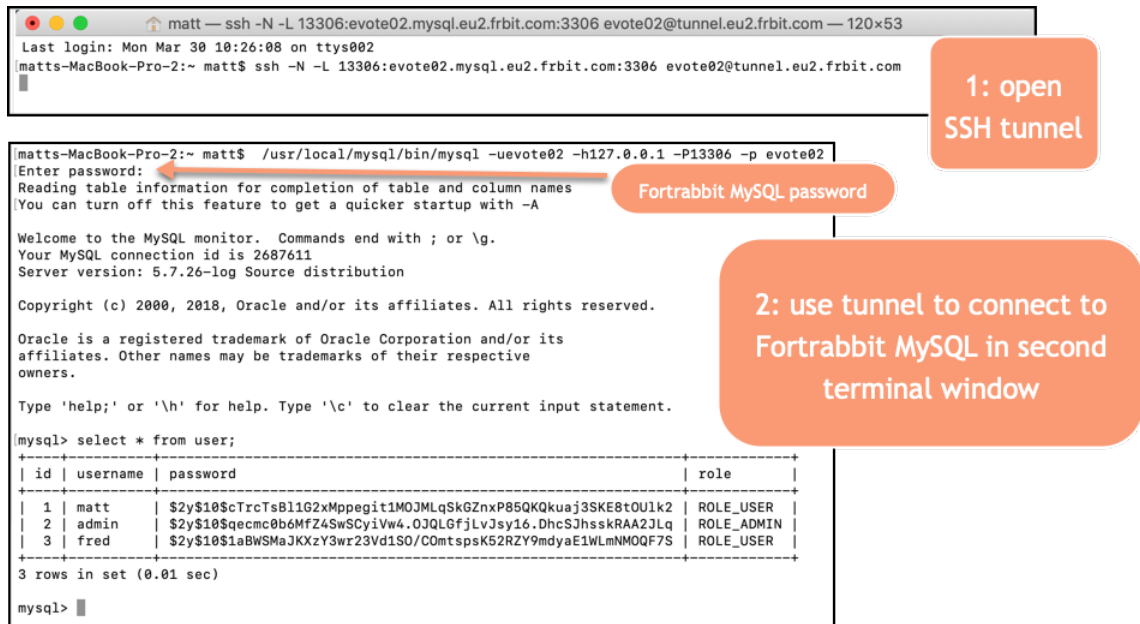 matt — ssh -N -L 13306:evote02.mysql.eu2.frbit.com:3306 evote02@tunnel.eu2.frbit.com — 120×53
Last login: Mon Mar 30 10:26:08 on ttys002
[matts-MacBook-Pro-2:~ matt$ ssh -N -L 13306:evote02.mysql.eu2.frbit.com:3306 evote02@tunnel.eu2.frbit.com
1: open
SSH tunnel
[matts-MacBook-Pro-2:~ matt$  /usr/local/mysql/bin/mysql -uevote02 -h127.0.0.1 -P13306 -p evote02
[Enter password:
Fortrabbit MySQL password
Reading table information for completion of table and column names
[You can turn off this feature to get a quicker startup with -A
Welcome to the MySQL monitor.  Commands end with ; or \g.
Your MySQL connection id is 2687611
Server version: 5.7.26-log Source distribution
Copyright (c) 2000, 2018, Oracle and/or its affiliates. All rights reserved.
Oracle is a registered trademark of Oracle Corporation and/or its
affiliates. Other names may be trademarks of their respective
owners.
Type 'help;' or '\h' for help. Type '\c' to clear the current input statement.
2: use tunnel to connect to
Fortrabbit MySQL in second
terminal window
[mysql> select * from user;
+----+----------+--------------------------------------------------------------+------------+
| id | username | password                                                     | role       |
+----+----------+--------------------------------------------------------------+------------+
|  1 | matt     | $2y$10$cTrcTsBl1G2xMppegit1MOJMLqSkGZnxP85QKQkuaj3SKE8tOUlk2 | ROLE_USER  |
|  2 | admin    | $2y$10$qecmc0b6MfZ4SwSCyiVw4.OJQLGfjLvJsy16.DhcSJhsskRAA2JLq | ROLE_ADMIN |
|  3 | fred     | $2y$10$1aBWSMaJKXzY3wr23Vd1SO/COmtspsK52RZY9mdyaE1WLmNMOQF7S | ROLE_USER  |
+----+----------+--------------------------------------------------------------+------------+
3 rows in set (0.01 sec)
mysql>